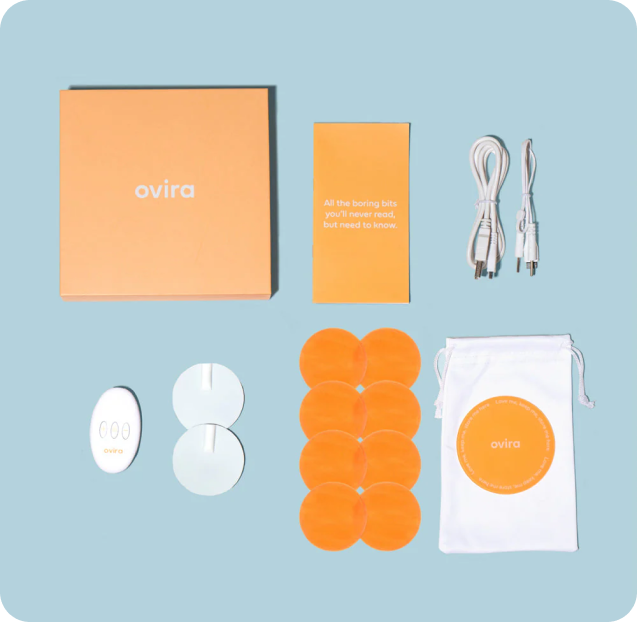 ovira
All the boring bits
you'll never read,
but need to know.
ovira
ovira